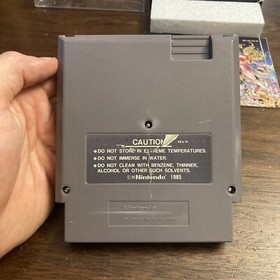 CAUTION
• DO NOT STORE IN EXTREME TEMPERATURES.
• DO NOT IMMERSE IN WATER.
• DO NOT CLEAN WITH BENZENE, THINNER,
ALCOHOL OR OTHER SUCH SOLVENTS.
©Nintendo 1985